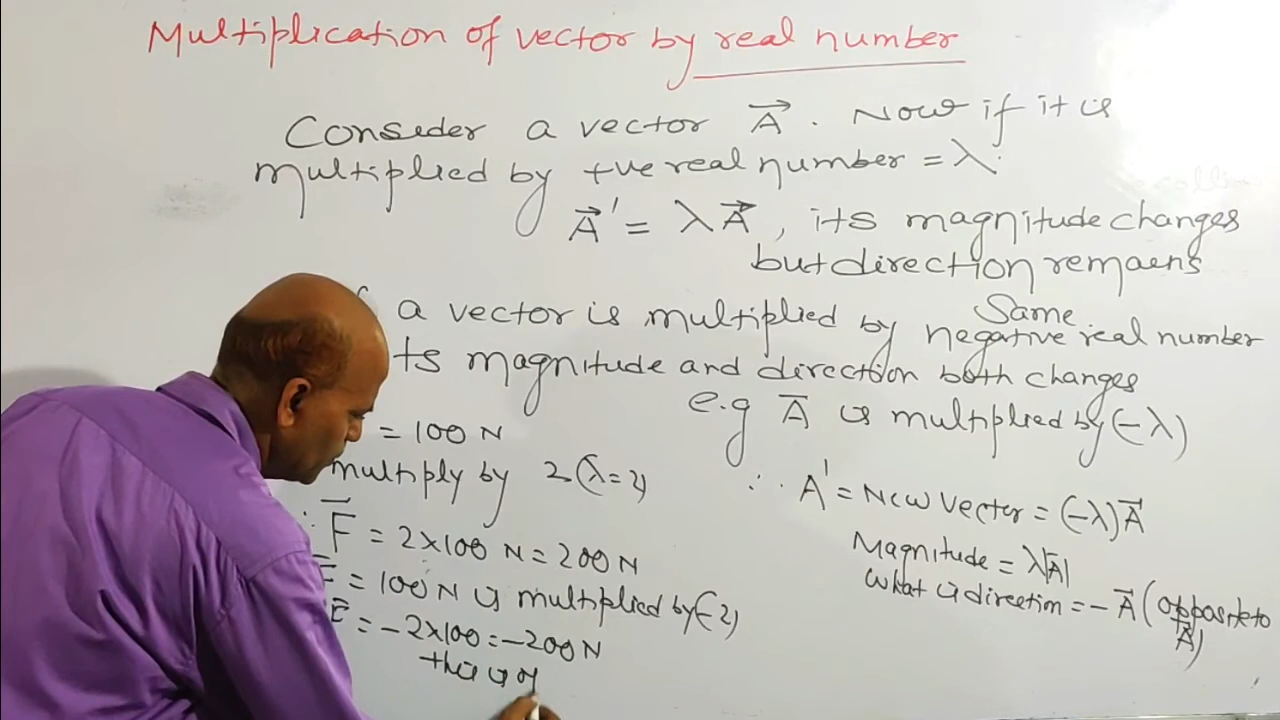 Multiplication of vector by real number
Consider a vector A⃗ . Now if it is
multiplied by +ve real number = λ
A⃗' = λA⃗ , its magnitude changes
but direction remains
Same
a vector is multiplied by negative real number
ts magnitude and direction both changes
e.g A̅ is multiplied by (-λ)
= 100 N
multiply by 2 (λ=2)
∵ F⃗ = 2×100 N = 200 N
= 100 N is multiplied by (-2)
= -2×100 = -200 N
this is
∴ A' = New Vector = (-λ)A⃗
Magnitude = λ|A⃗|
what is direction = -A⃗ (opposite to
A⃗)